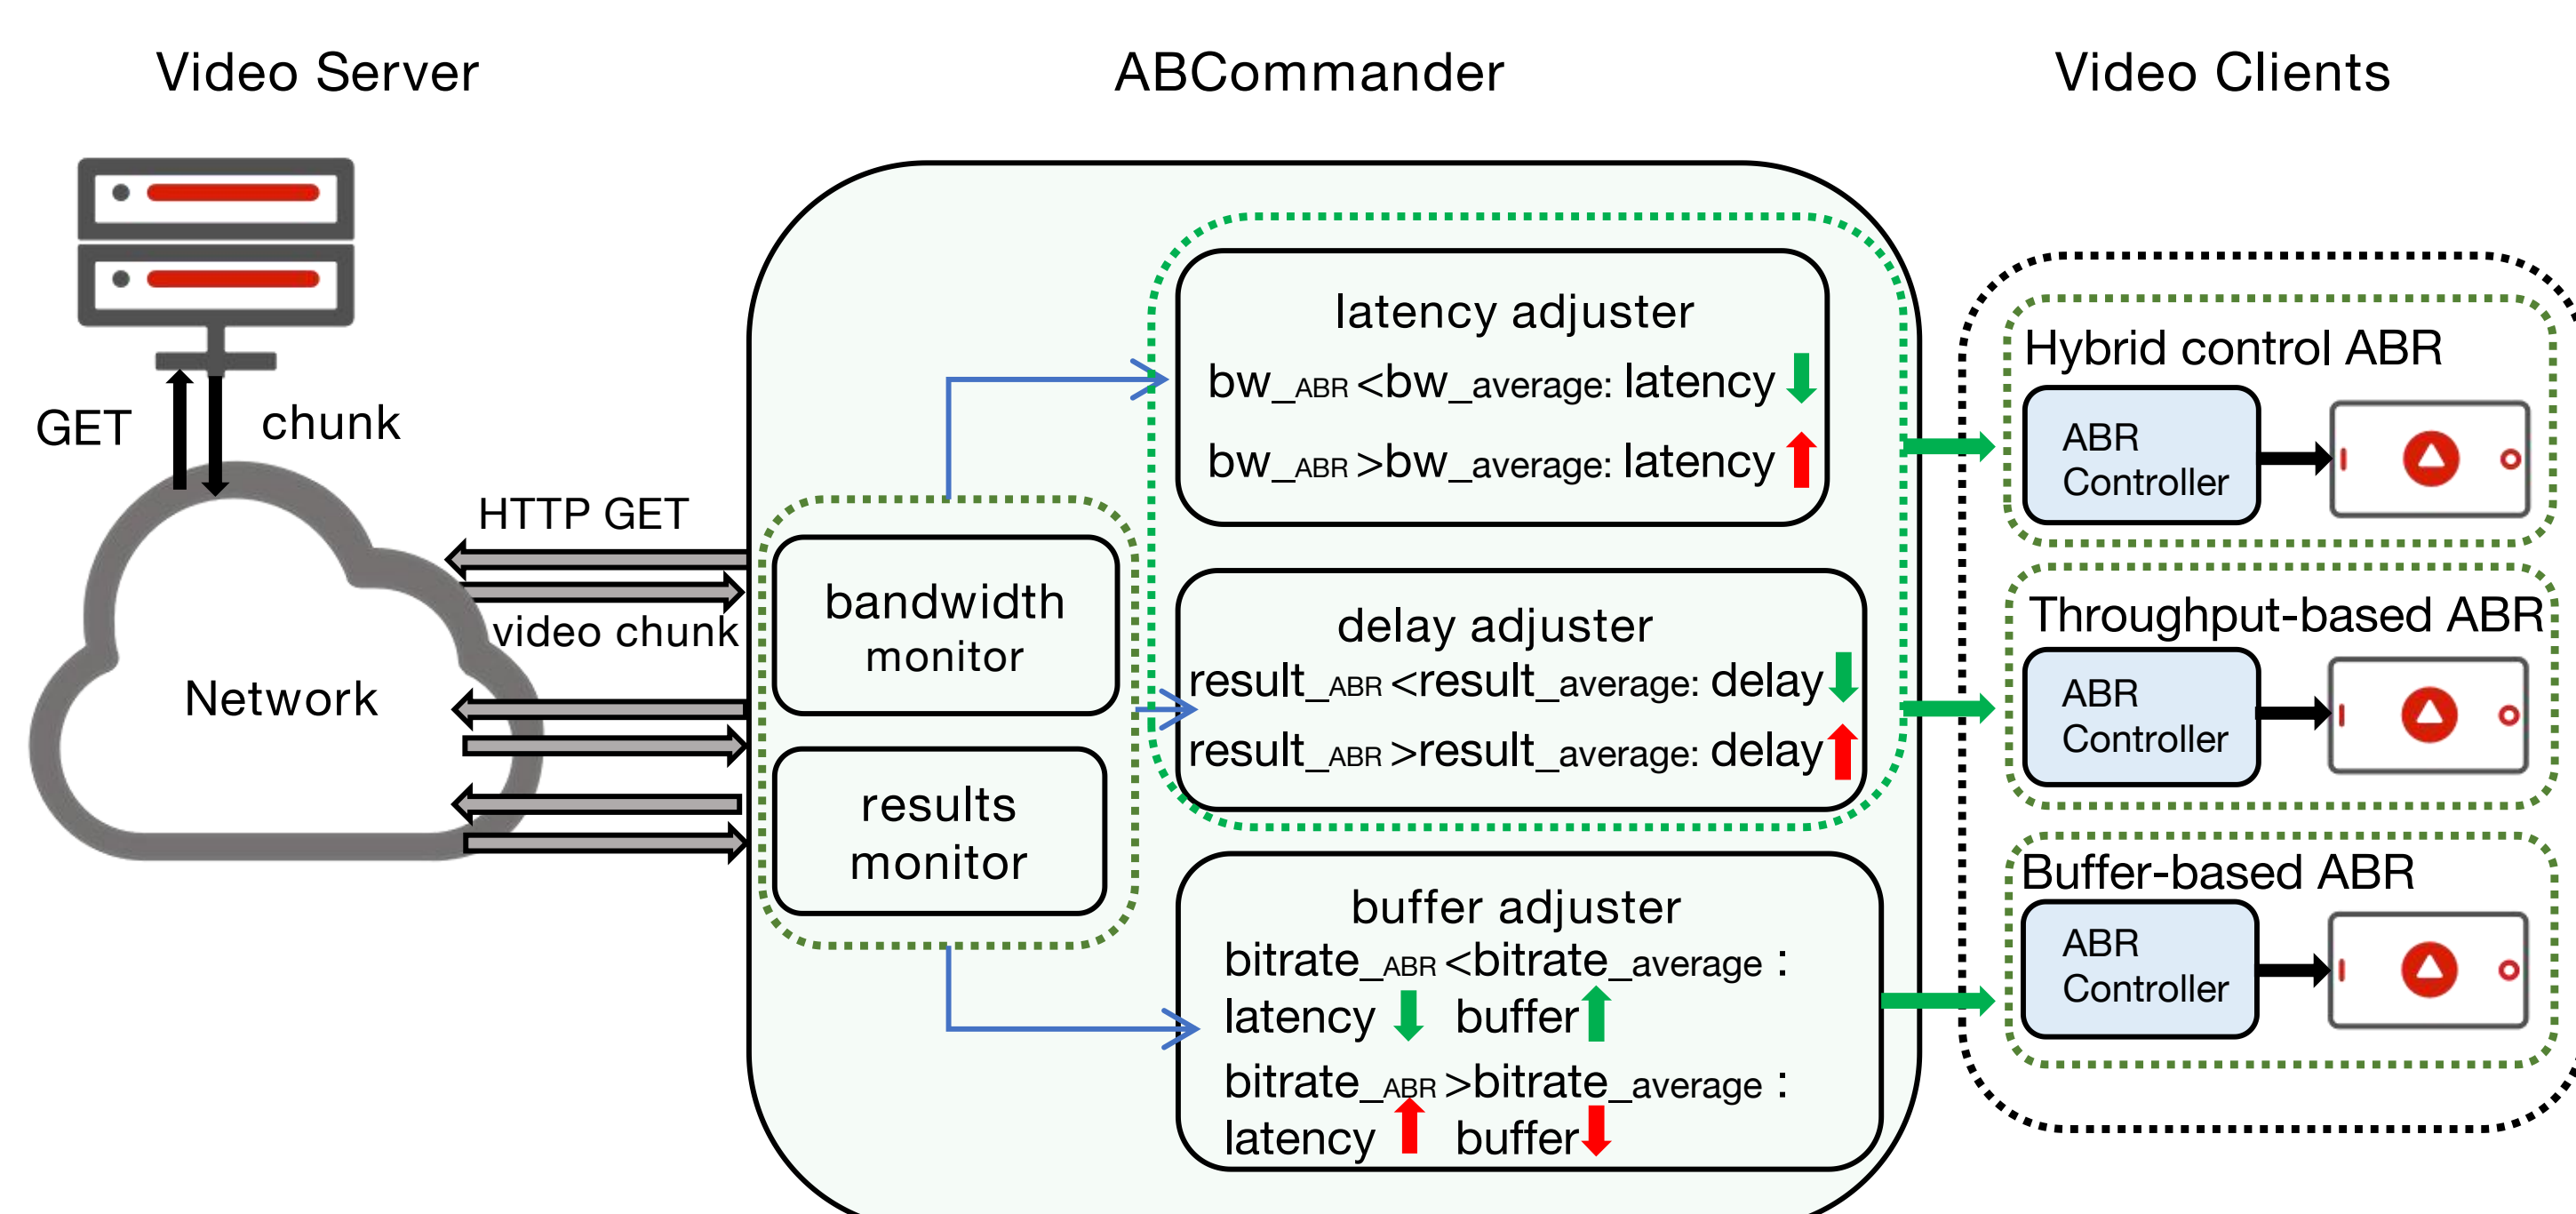 Video Server
ABCommander
Video Clients
GET
chunk
Network
HTTP GET
video chunk
bandwidth
monitor
results
monitor
latency adjuster
bw_ABR <bw_average: latency
bw_ABR >bw_average: latency
delay adjuster
result_ABR <result_average: delay
result_ABR >result_average: delay
buffer adjuster
bitrate_ABR <bitrate_average :
latency buffer
bitrate_ABR >bitrate_average :
latency buffer
Hybrid control ABR
ABR
Controller
Throughput-based ABR
ABR
Controller
Buffer-based ABR
ABR
Controller